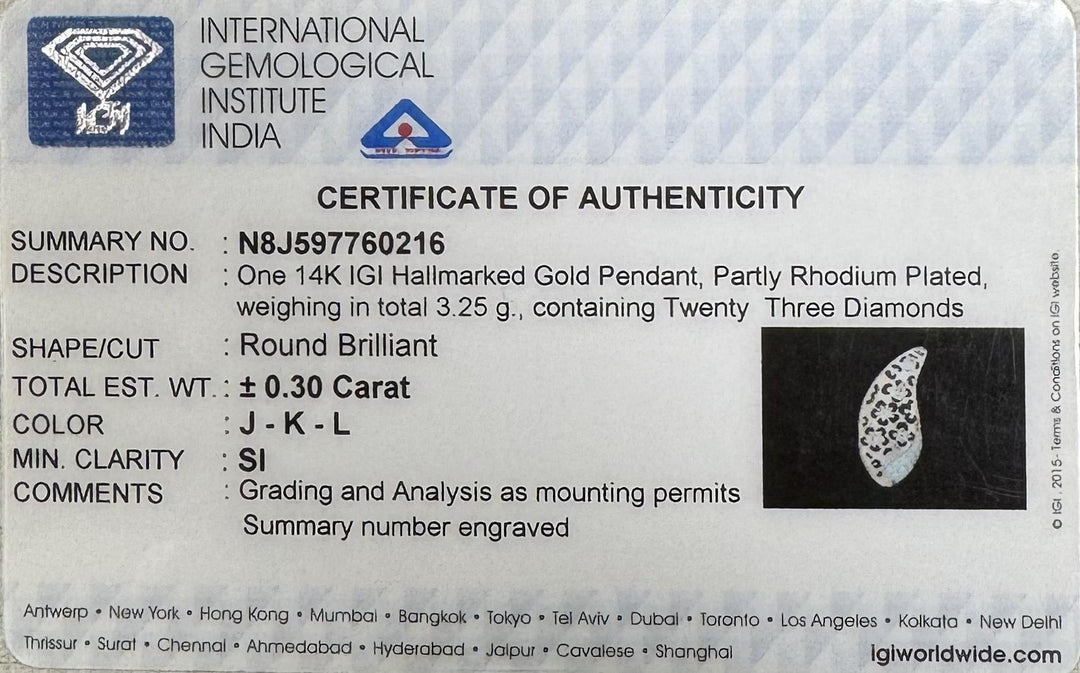 INTERNATIONAL
GEMOLOGICAL
INSTITUTE
INDIA
IGI
CERTIFICATE OF AUTHENTICITY
SUMMARY NO. : N8J597760216
DESCRIPTION : One 14K IGI Hallmarked Gold Pendant, Partly Rhodium Plated,
weighing in total 3.25 g., containing Twenty Three Diamonds
SHAPE/CUT : Round Brilliant
TOTAL EST. WT. : ± 0.30 Carat
COLOR : J - K - L
MIN. CLARITY : SI
COMMENTS : Grading and Analysis as mounting permits
Summary number engraved
© IGI, 2015- Terms & Conditions on IGI website.
Antwerp • New York • Hong Kong • Mumbai • Bangkok • Tokyo • Tel Aviv • Dubai • Toronto • Los Angeles • Kolkata • New Delhi
Thrissur • Surat • Chennai • Ahmedabad • Hyderabad • Jaipur • Cavalese • Shanghai
igiworldwide.com